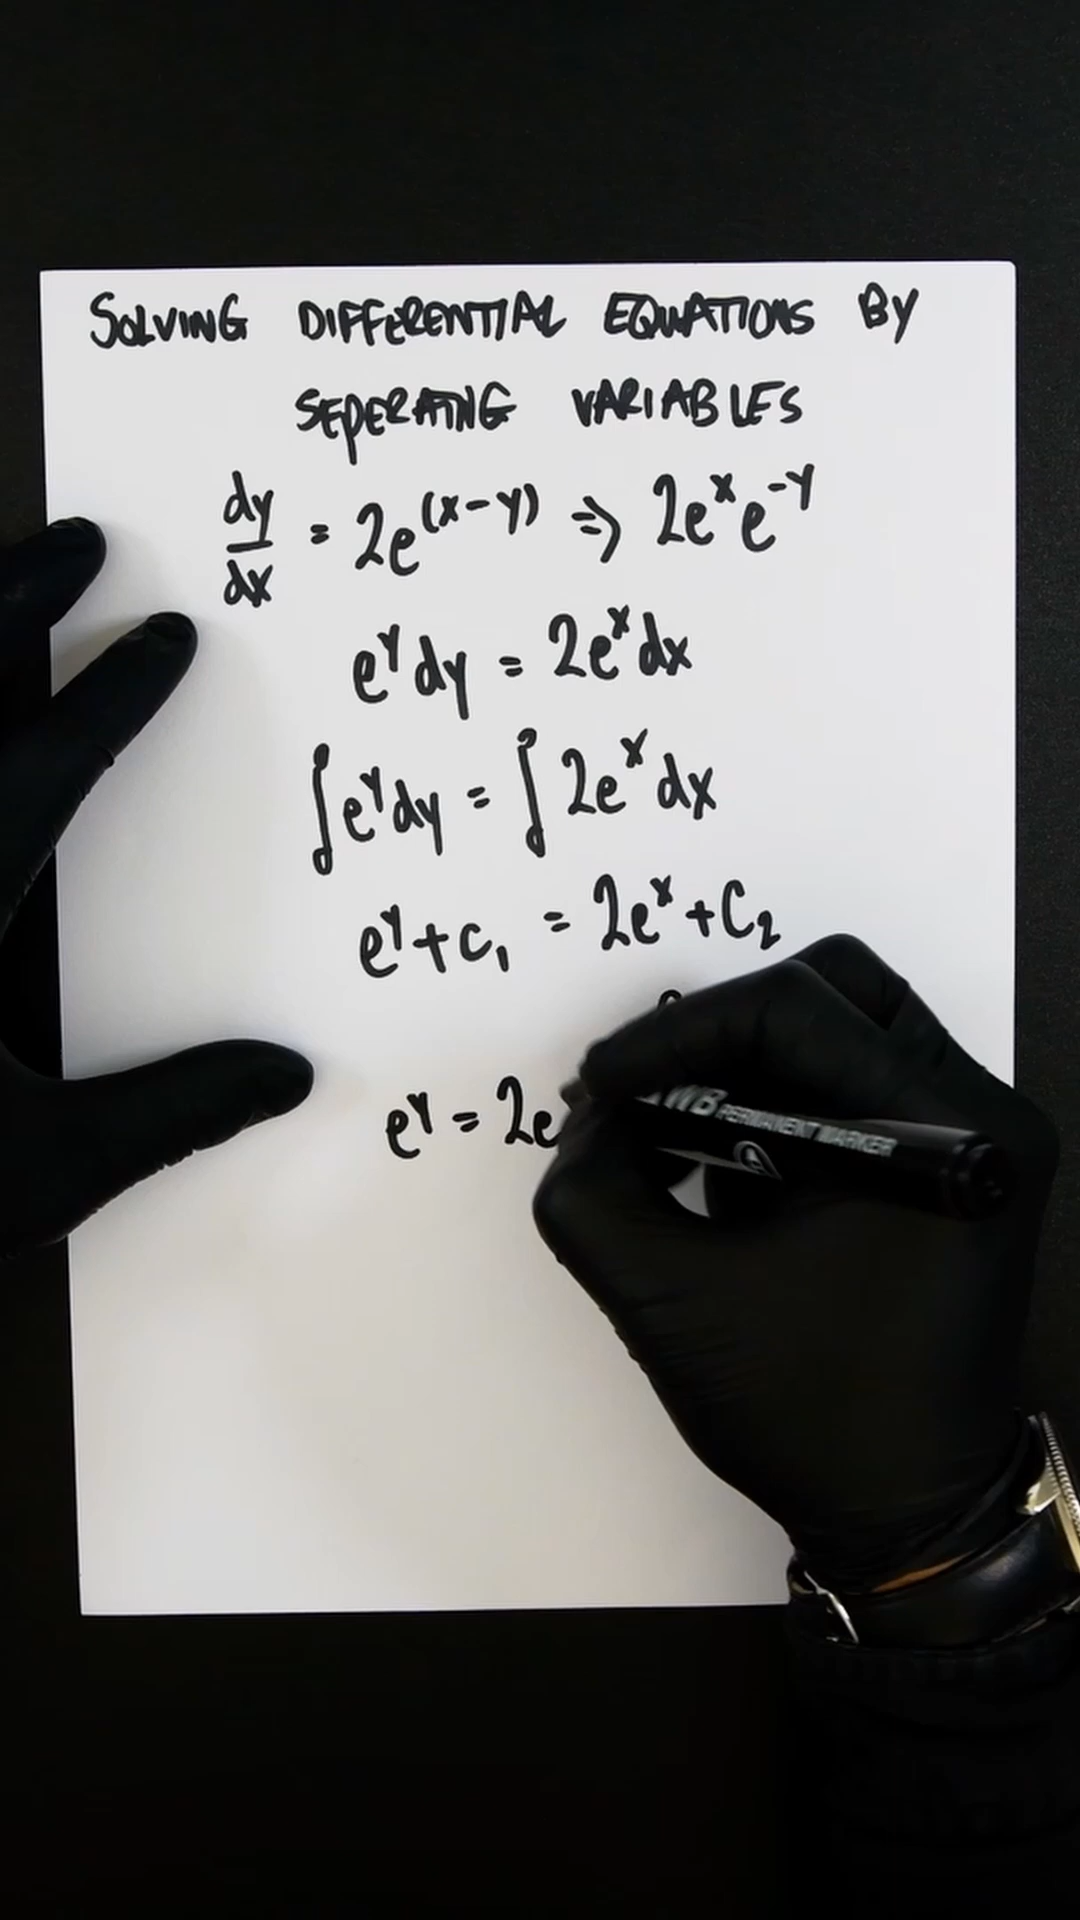 SOLVING DIFFERENTIAL EQUATIONS BY
SEPERATING VARIABLES
dy/dx = 2e^(x-y) => 2e^x e^-y
e^y dy = 2e^x dx
∫e^y dy = ∫2e^x dx
e^y + c₁ = 2e^x + C₂
e^y = 2e
WB PERMANENT MARKER